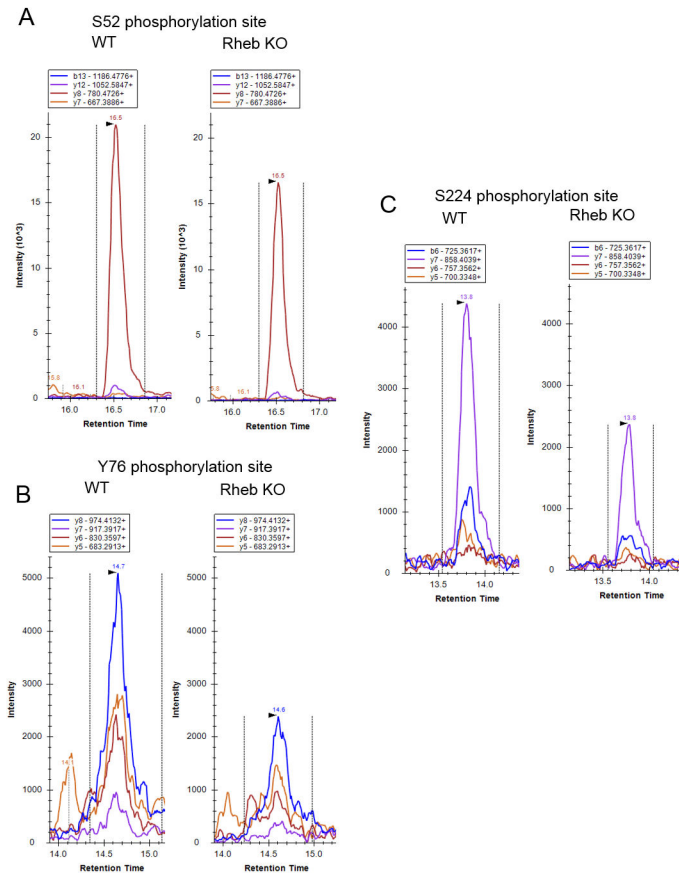 A
S52 phosphorylation site
WT
Rheb KO
b13 - 1186.4776+
y12 - 1052.5847+
y8 - 780.4726+
y7 - 667.3886+
b13 - 1186.4776+
y12 - 1052.5847+
y8 - 780.4726+
y7 - 667.3886+
Intensity (10^3)
20
15
10
5
0
16.5
15.8
16.1
16.0
16.5
17.0
Retention Time
Intensity (10^3)
20
15
10
5
0
16.5
16.1
16.0
16.5
17.0
Retention Time
B
Y76 phosphorylation site
WT
Rheb KO
y8 - 974.4132+
y7 - 917.3917+
y6 - 830.3597+
y5 - 683.2913+
y8 - 974.4132+
y7 - 917.3917+
y6 - 830.3597+
y5 - 683.2913+
Intensity
5000
4000
3000
2000
1000
0
14.7
14.1
14.0
14.5
15.0
Retention Time
Intensity
5000
4000
3000
2000
1000
0
14.6
14.0
14.5
15.0
Retention Time
C
S224 phosphorylation site
WT
Rheb KO
b6 - 725.3617+
y7 - 858.4039+
y6 - 757.3562+
y5 - 700.3348+
b6 - 725.3617+
y7 - 858.4039+
y6 - 757.3562+
y5 - 700.3348+
Intensity
4000
3000
2000
1000
0
13.8
13.5
14.0
Retention Time
Intensity
4000
3000
2000
1000
0
13.8
13.5
14.0
Retention Time